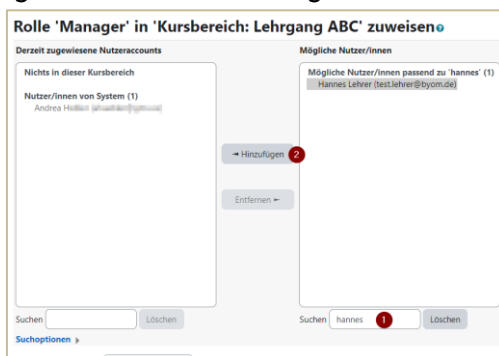 Rolle 'Manager' in 'Kursbereich: Lehrgang ABC' zuweisen
Derzeit zugewiesene Nutzeraccounts
Mögliche Nutzer/innen
Nichts in dieser Kursbereich
Nutzer/innen von System (1)
Andrea
Mögliche Nutzer/innen passend zu 'hannes' (1)
Hannes Lehrer (test.lehrer@byom.de)
Hinzufügen 2
Entfernen
Suchen Löschen
Suchen hannes 1 Löschen
Suchoptionen